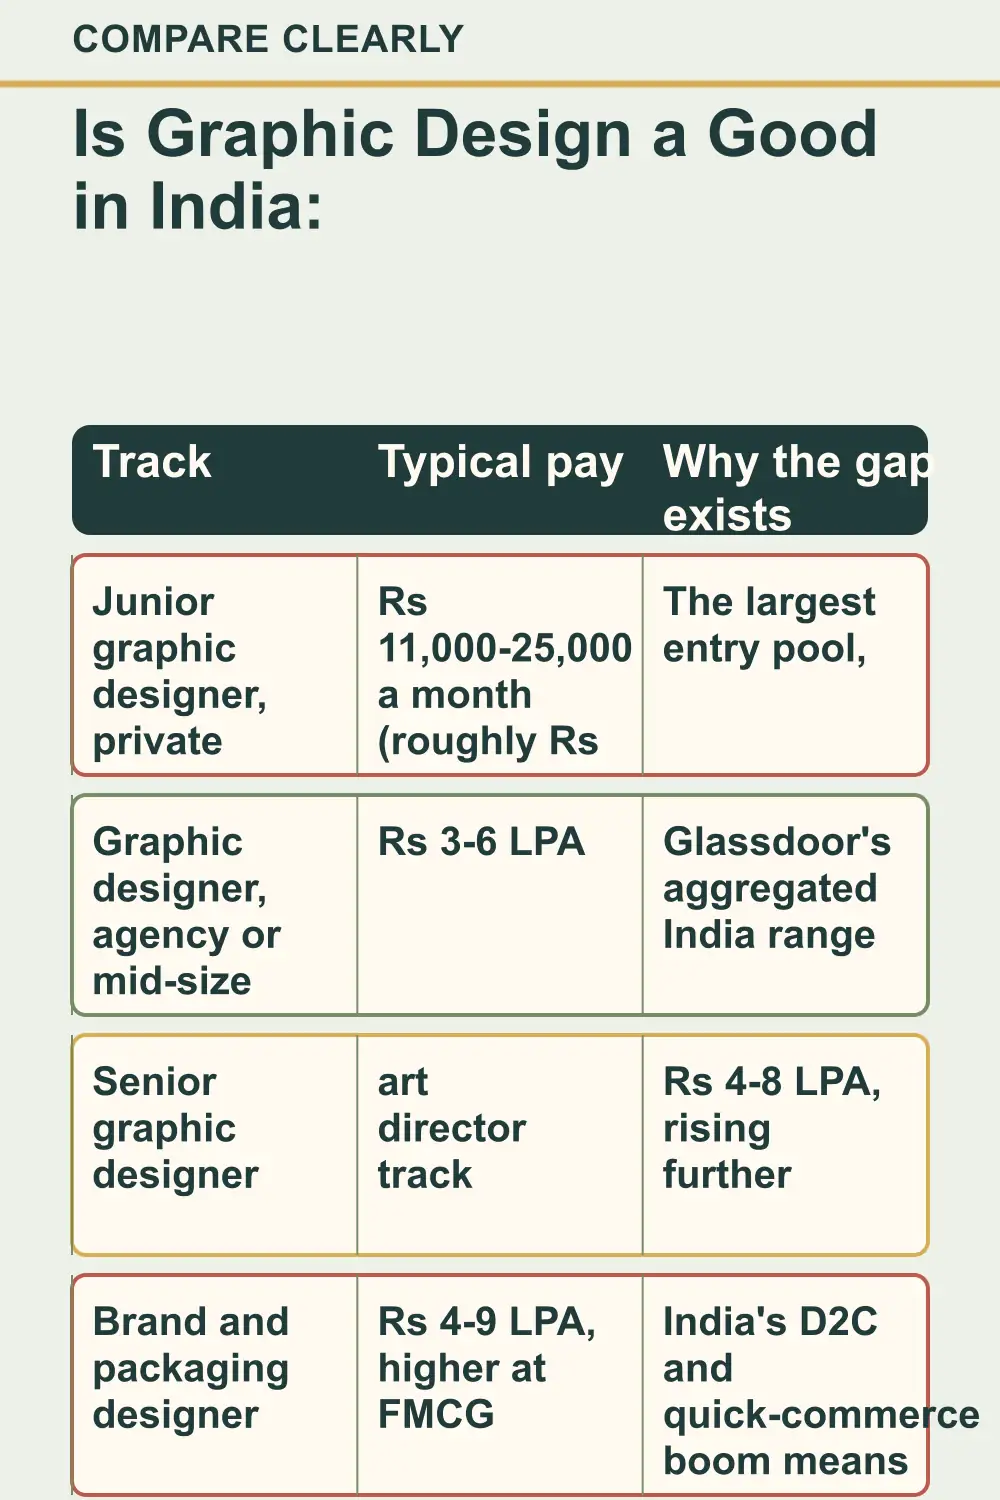 COMPARE CLEARLY
Is Graphic Design a Good
in India:
Track
Typical pay
Why the gap
exists
Junior
graphic
designer,
private
Rs
11,000-25,000
a month
(roughly Rs
The largest
entry pool,
Graphic
designer,
agency or
mid-size
Rs 3-6 LPA
Glassdoor's
aggregated
India range
Senior
graphic
designer
art
director
track
Rs 4-8 LPA,
rising
further
Brand and
packaging
designer
Rs 4-9 LPA,
higher at
FMCG
India's D2C
and
quick-commerce
boom means